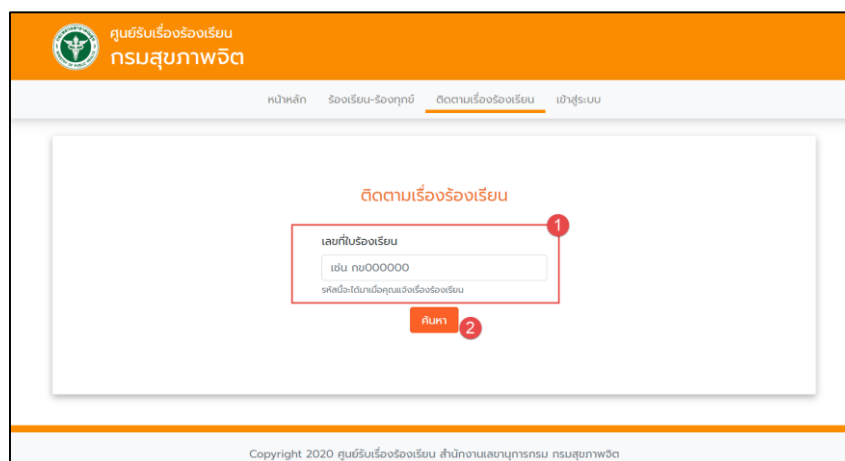 ศูนย์รับเรื่องร้องเรียน
กรมสุขภาพจิต
หน้าหลัก ร้องเรียน-ร้องทุกข์ ติดตามเรื่องร้องเรียน เข้าสู่ระบบ
ติดตามเรื่องร้องเรียน
1
เลขที่ใบร้องเรียน
เช่น กข000000
รหัสนี้จะได้มาเมื่อคุณแจ้งเรื่องร้องเรียน
ค้นหา 2
Copyright 2020 ศูนย์รับเรื่องร้องเรียน สำนักงานเลขานุการกรม กรมสุขภาพจิต